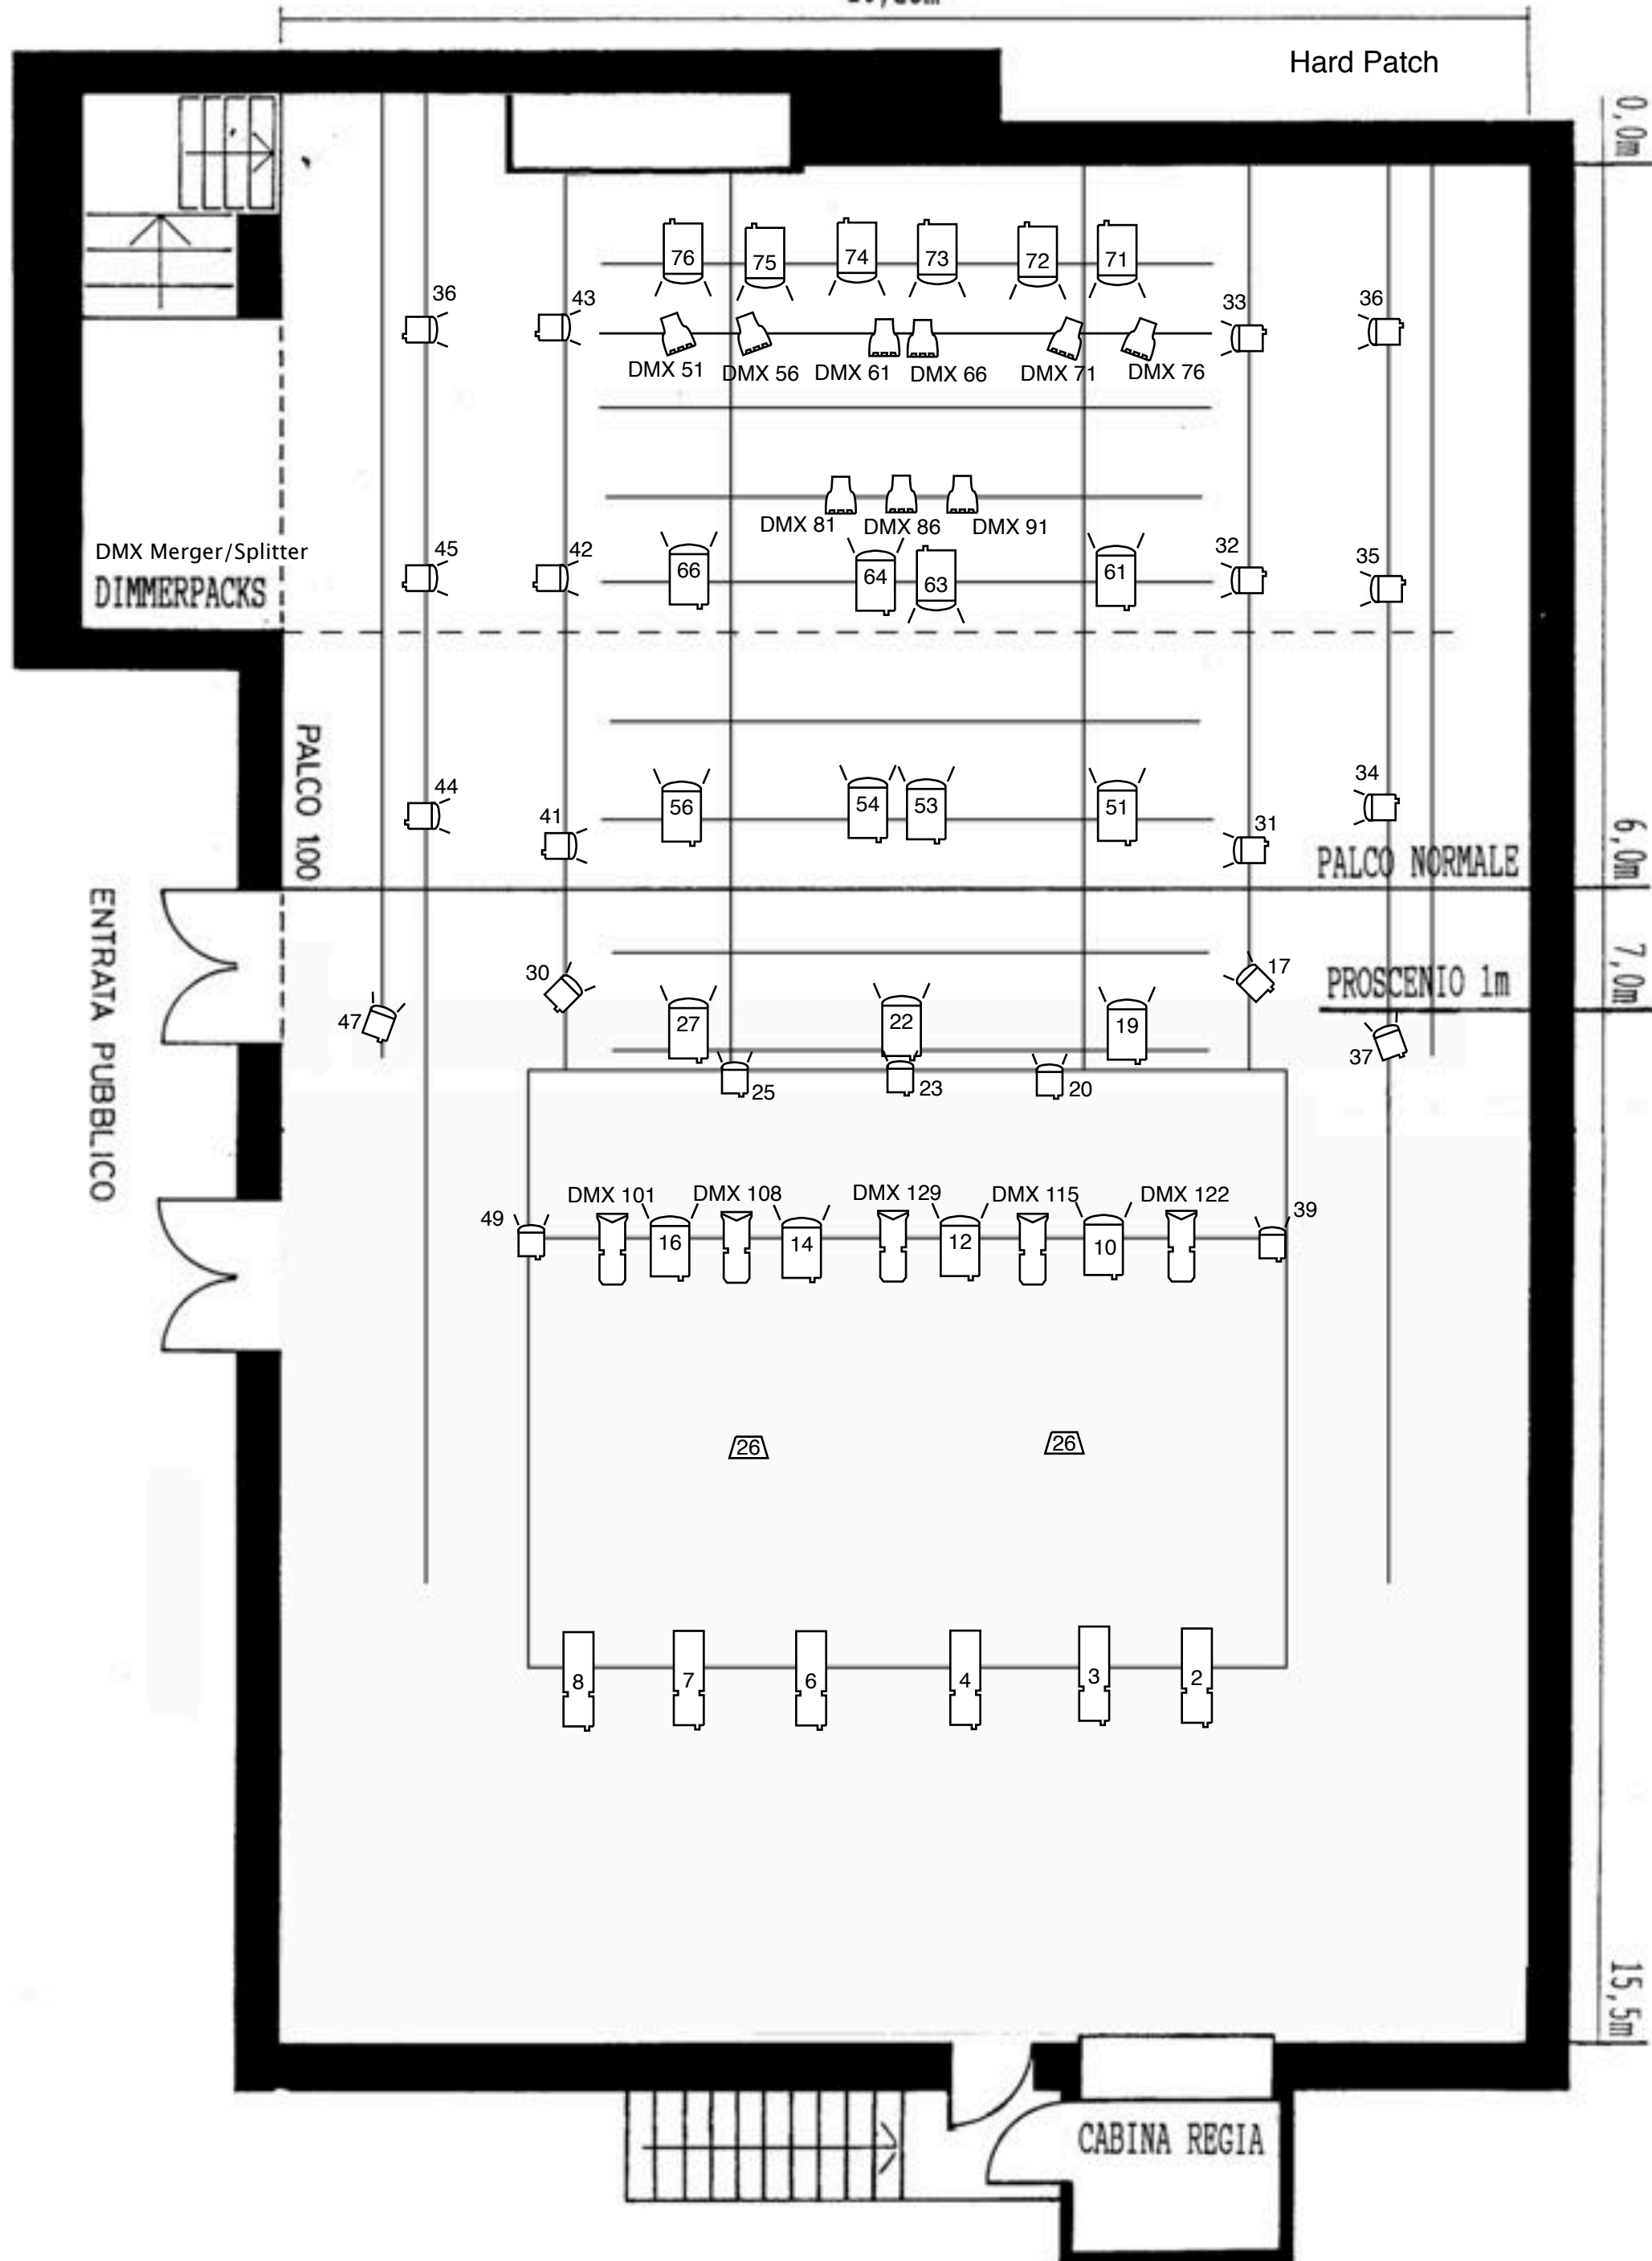 Hard Patch
0,0m
76 75 74 73 72 71
36 43 33 36
DMX 51 DMX 56 DMX 61 DMX 66 DMX 71 DMX 76
DMX 81 DMX 86 DMX 91
DMX Merger/Splitter
DIMMERPACKS
45 42 66 64 63 61 32 35
PALCO 100
44 41 56 54 53 51 31 34
6,0m
PALCO NORMALE
ENTRATA PUBBLICO
7,0m
PROSCENIO 1m
47 30 27 22 19 17 37
25 23 20
DMX 101 DMX 108 DMX 129 DMX 115 DMX 122
49 16 14 12 10 39
26 26
8 7 6 4 3 2
15,5m
CABINA REGIA